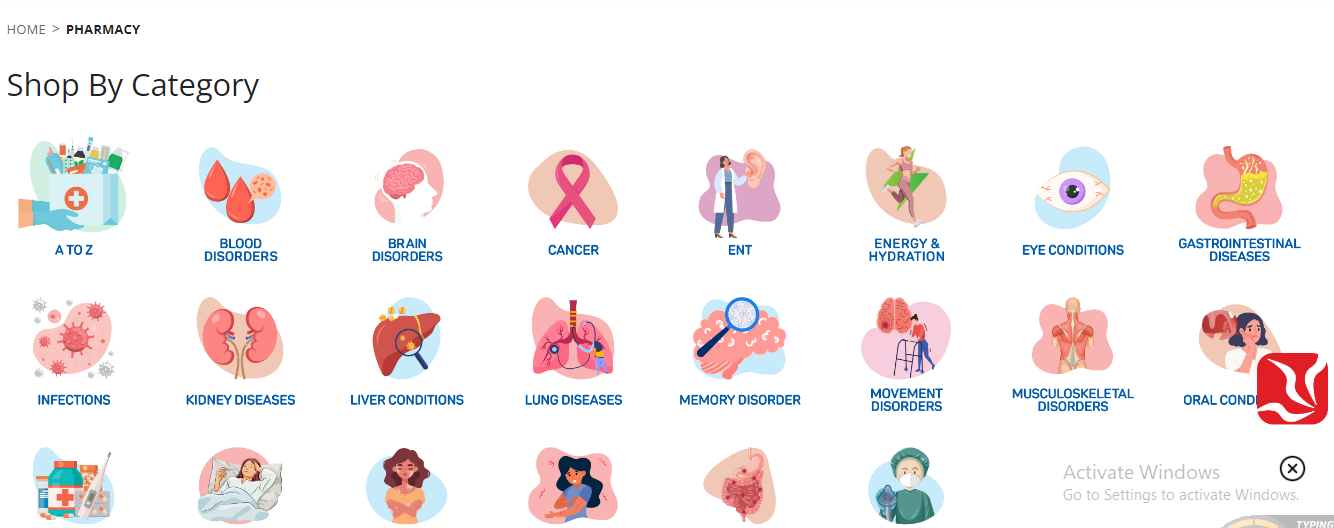 HOME > PHARMACY
Shop By Category
A TO Z
BLOOD
DISORDERS
BRAIN
DISORDERS
CANCER
ENT
ENERGY &
HYDRATION
EYE CONDITIONS
GASTROINTESTINAL
DISEASES
INFECTIONS
KIDNEY DISEASES
LIVER CONDITIONS
LUNG DISEASES
MEMORY DISORDER
MOVEMENT
DISORDERS
MUSCULOSKELETAL
DISORDERS
ORAL
Activate Windows
Go to Settings to activate Windows.
TYPING